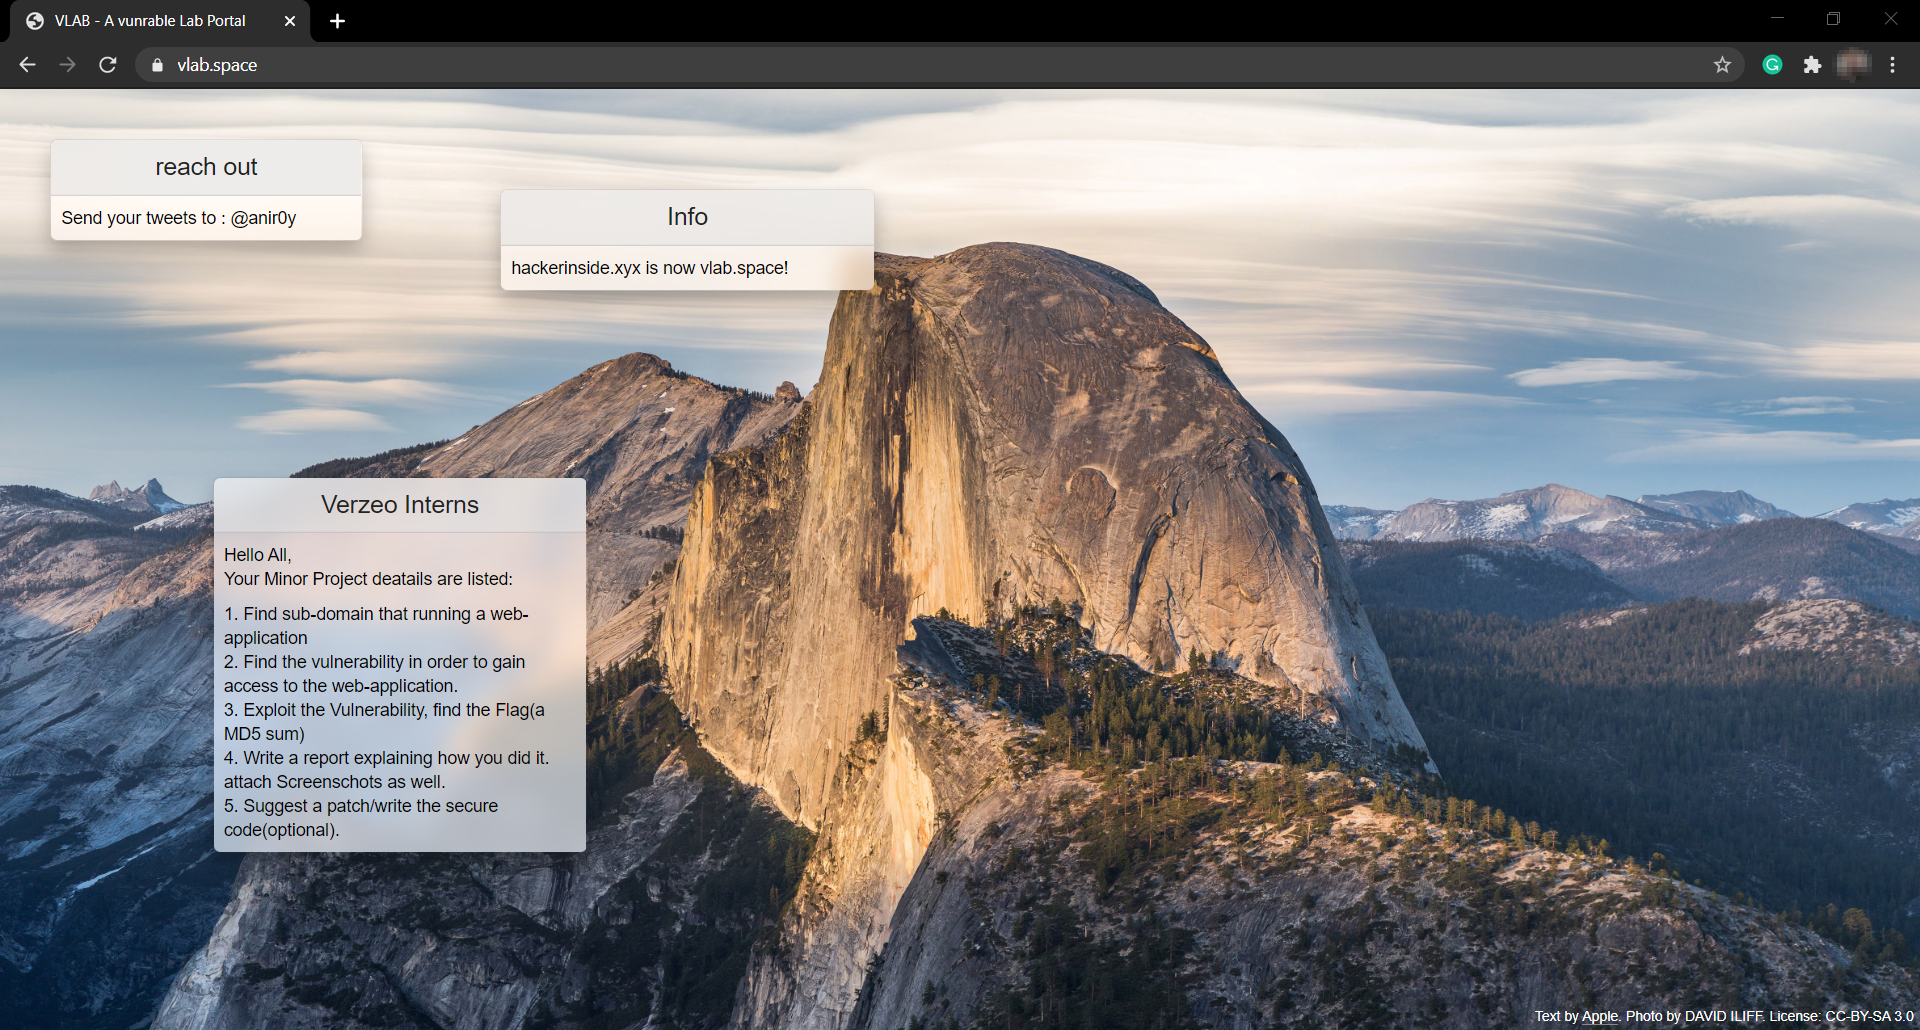 VLAB - A vunrable Lab Portal
vlab.space
reach out
Send your tweets to : @anir0y
Info
hackerinside.xyx is now vlab.space!
Verzeo Interns
Hello All,
Your Minor Project deatails are listed:
1. Find sub-domain that running a web-
application
2. Find the vulnerability in order to gain
access to the web-application.
3. Exploit the Vulnerability, find the Flag(a
MD5 sum)
4. Write a report explaining how you did it.
attach Screenschots as well.
5. Suggest a patch/write the secure
code(optional).
Text by Apple. Photo by DAVID ILIFF. License: CC-BY-SA 3.0